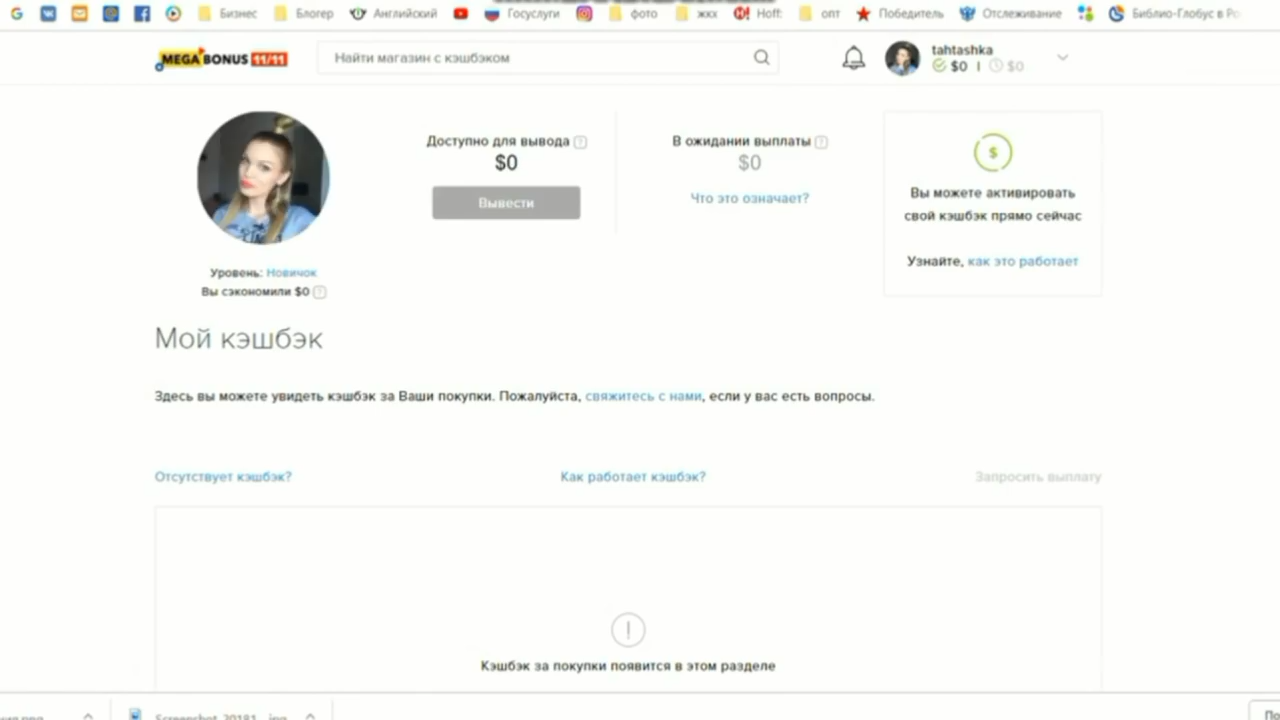 Бизнес Блогер Английский Госуслуги фото жкх Hoff: опт Победитель Отслеживание Библио-Глобус в
MEGA BONUS 11/11
Найти магазин с кэшбэком
tahtashka
$0 $0
Доступно для вывода
$0
Вывести
В ожидании выплаты
$0
Что это означает?
$
Вы можете активировать
свой кэшбэк прямо сейчас
Узнайте, как это работает
Уровень: Новичок
Вы сэкономили $0
Мой кэшбэк
Здесь вы можете увидеть кэшбэк за Ваши покупки. Пожалуйста, свяжитесь с нами, если у вас есть вопросы.
Отсутствует кэшбэк?
Как работает кэшбэк?
Запросить выплату
Кэшбэк за покупки появится в этом разделе